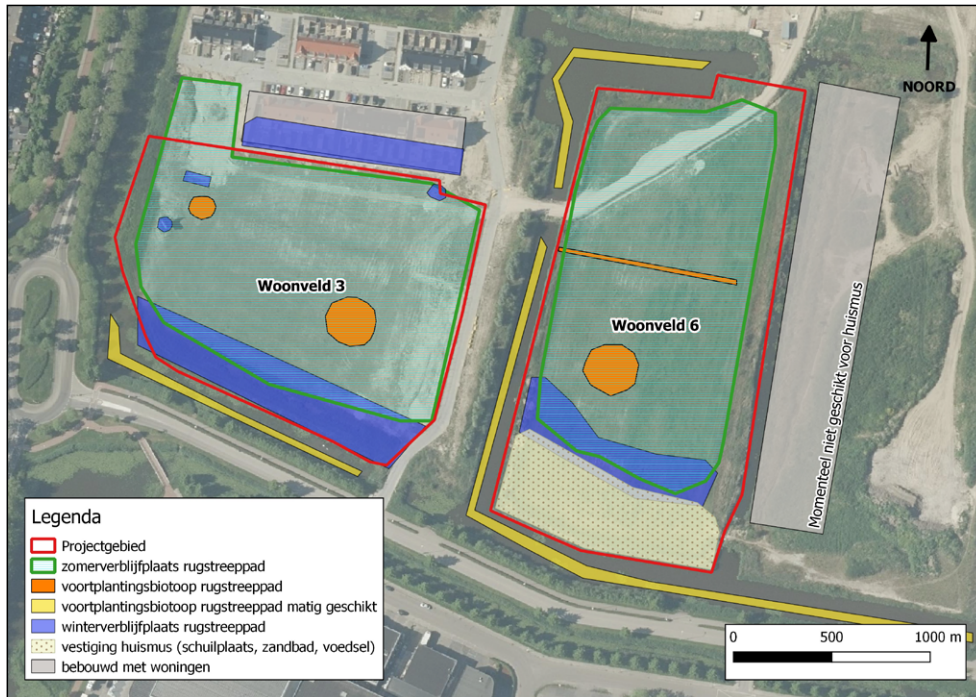 NOORD
Woonveld 3
Woonveld 6
Momenteel niet geschikt voor huismus
Legenda
Projectgebied
zomerverblijfplaats rugstreeppad
voortplantingsbiotoop rugstreeppad
voortplantingsbiotoop rugstreeppad matig geschikt
winterverblijfplaats rugstreeppad
vestiging huismus (schuilplaats, zandbad, voedsel)
bebouwd met woningen
0 500 1000 m